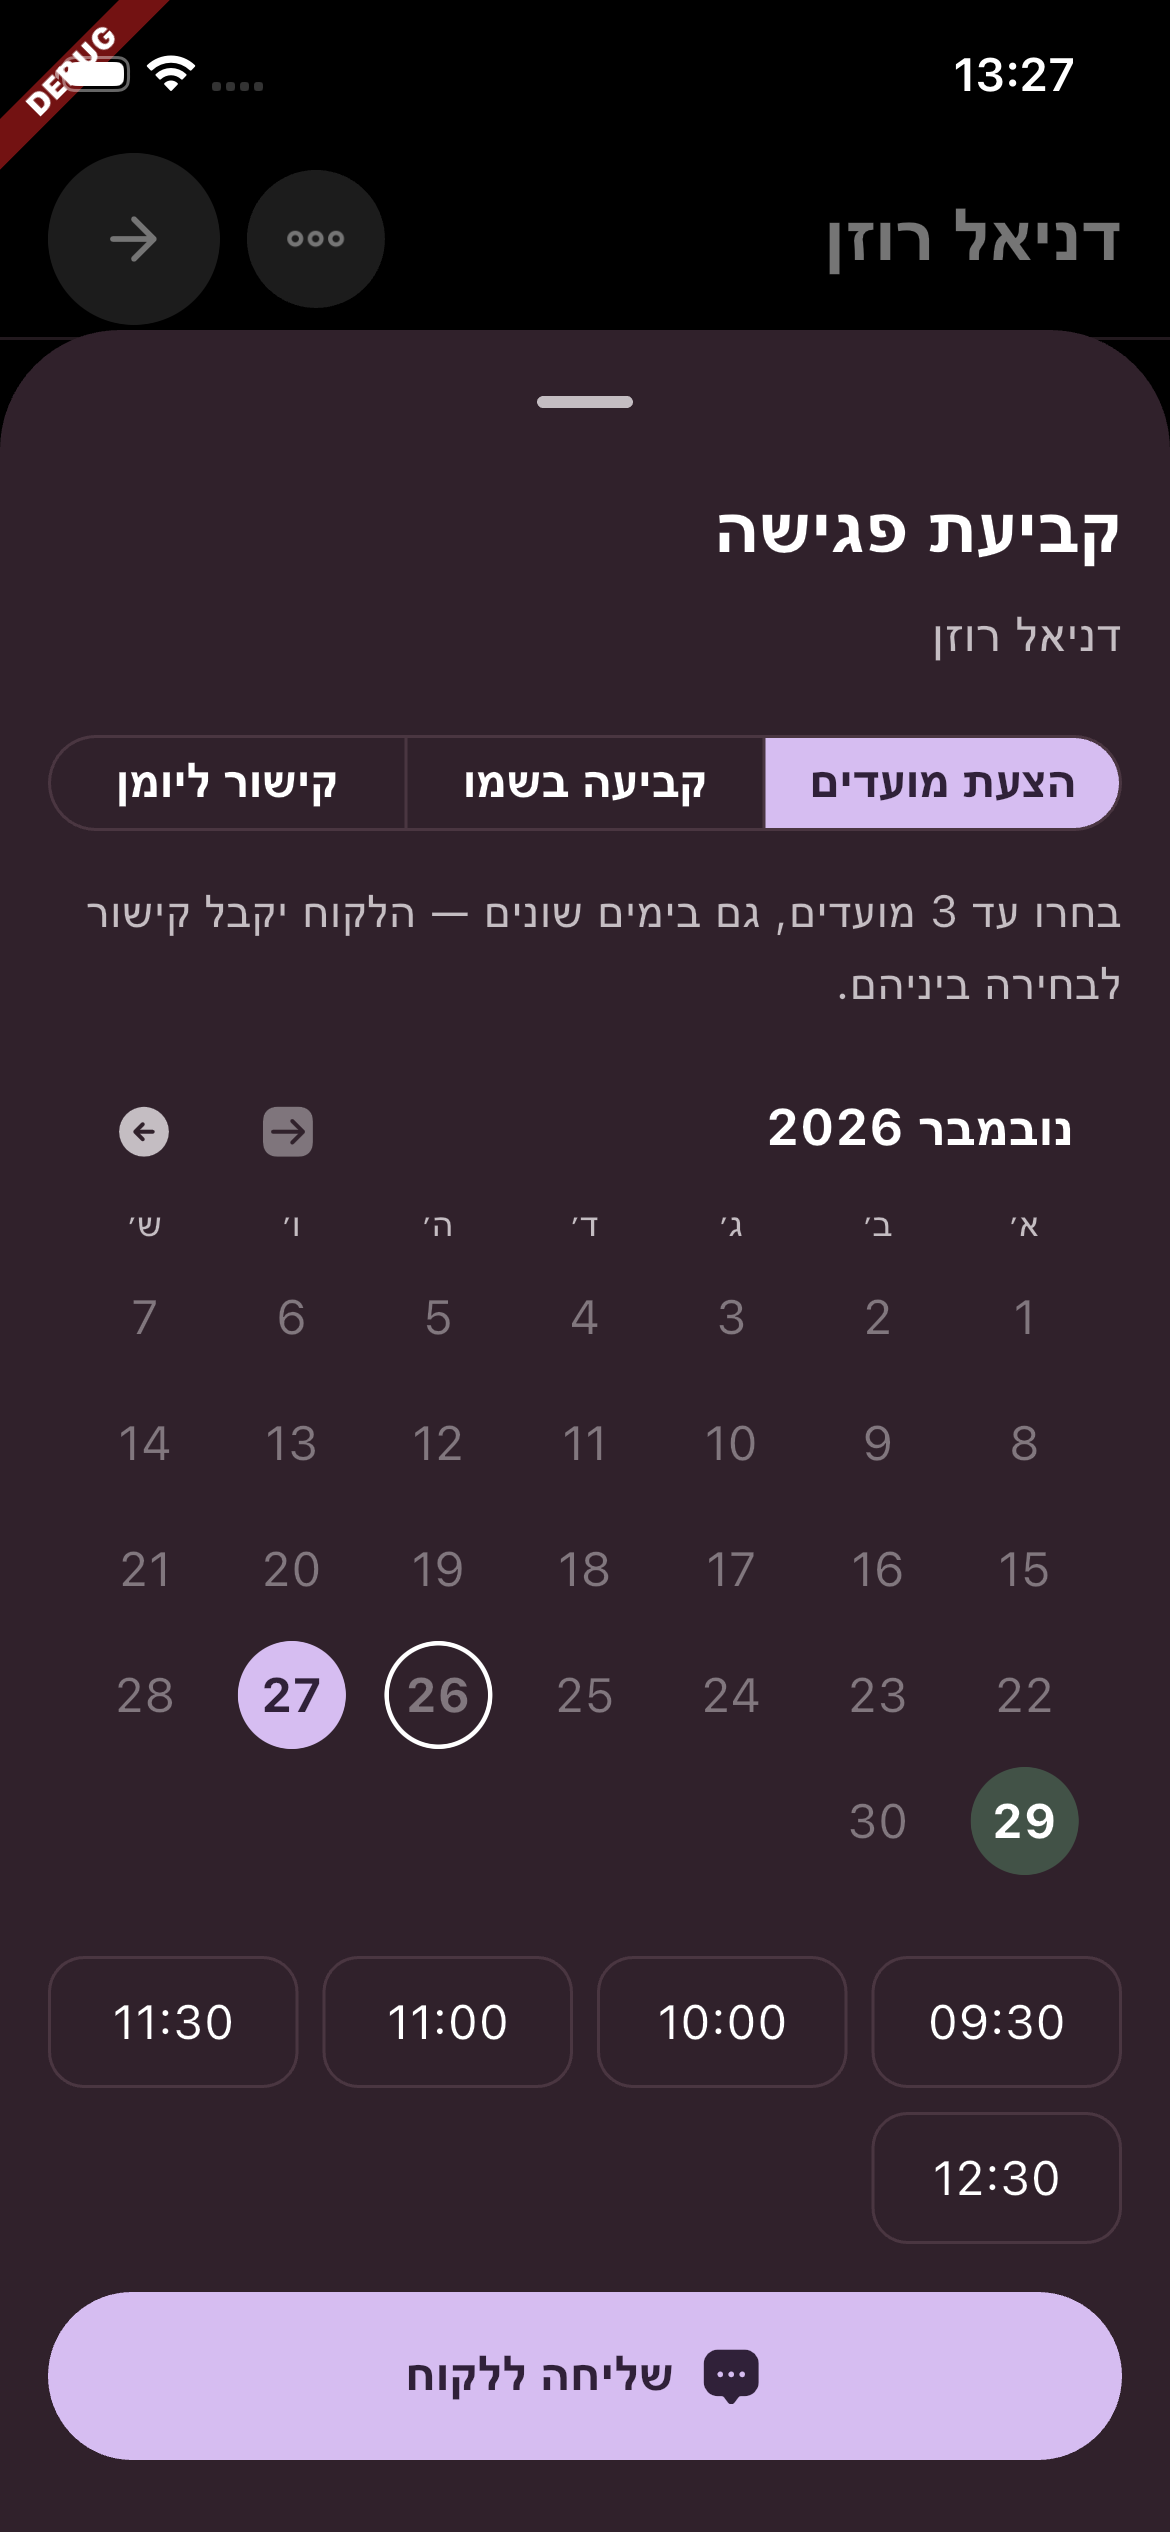 DEBUG
13:27
דניאל רוזן
קביעת פגישה
דניאל רוזן
הצעת מועדים קביעה בשמו קישור ליומן
בחרו עד 3 מועדים, גם בימים שונים — הלקוח יקבל קישור
לבחירה ביניהם.
נובמבר 2026
א׳ ב׳ ג׳ ד׳ ה׳ ו׳ ש׳
1 2 3 4 5 6 7
8 9 10 11 12 13 14
15 16 17 18 19 20 21
22 23 24 25 26 27 28
29 30
09:30 10:00 11:00 11:30
12:30
שליחה ללקוח